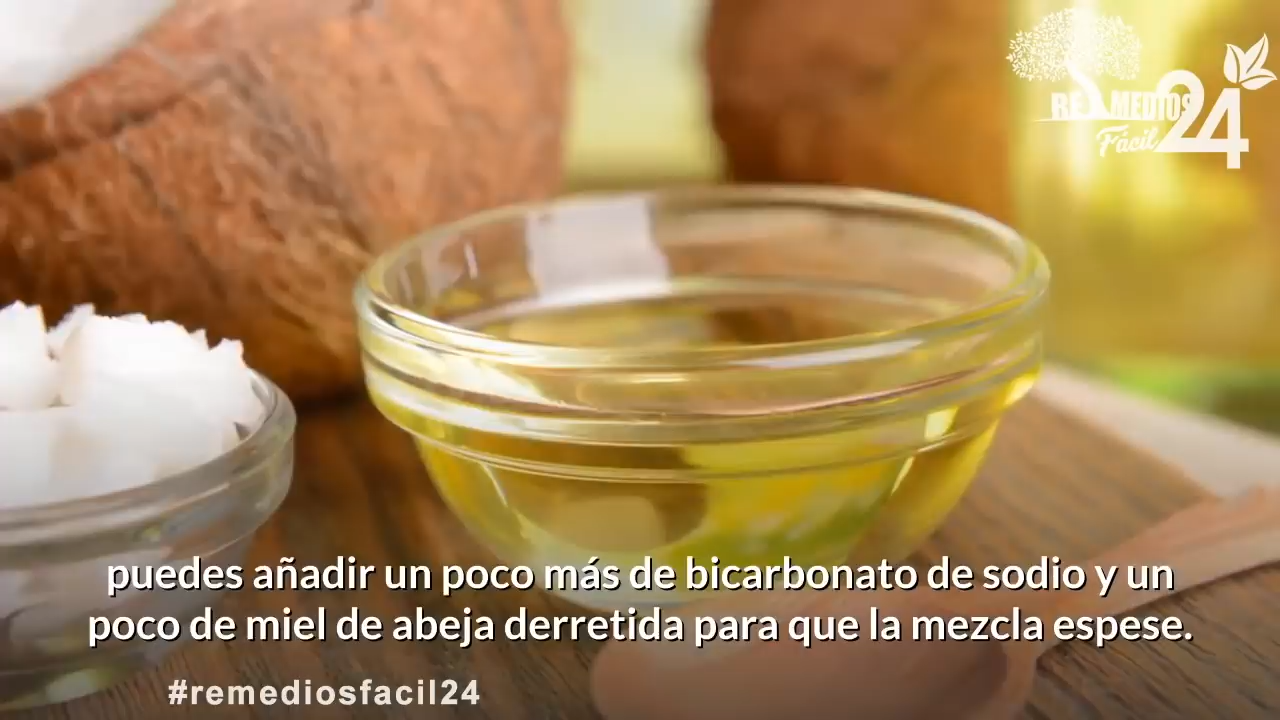 REMEDIOS
Fácil 24
puedes añadir un poco más de bicarbonato de sodio y un
poco de miel de abeja derretida para que la mezcla espese.
#remediosfacil24